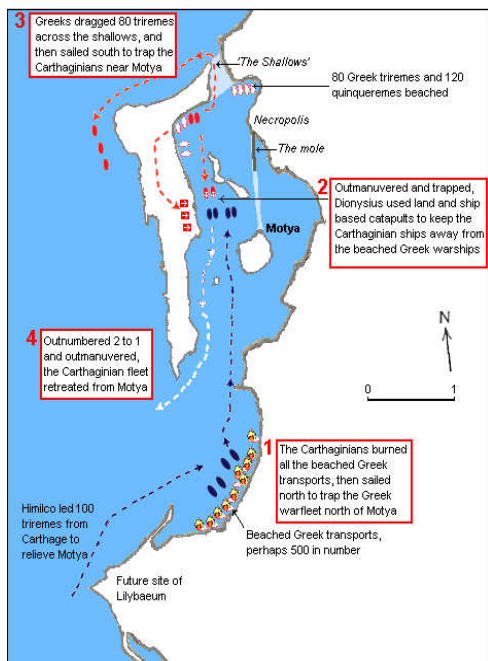 3
Greeks dragged 80 triremes
across the shallows, and
then sailed south to trap the
Carthaginians near Motya
'The Shallows'
80 Greek triremes and 120
quinqueremes beached
Necropolis
The mole
2
Outmanuvered and trapped,
Dionysius used land and ship
based catapults to keep the
Carthaginian ships away from
the beached Greek warships
Motya
4
Outnumbered 2 to 1
and outmanuvered,
the Carthaginian fleet
retreated from Motya
N
0 1
1
The Carthaginians burned
all the beached Greek
transports, then sailed
north to trap the Greek
warfleet north of Motya
Himilco led 100
triremes from
Carthage to
relieve Motya
Beached Greek transports,
perhaps 500 in number
Future site of
Lilybaeum